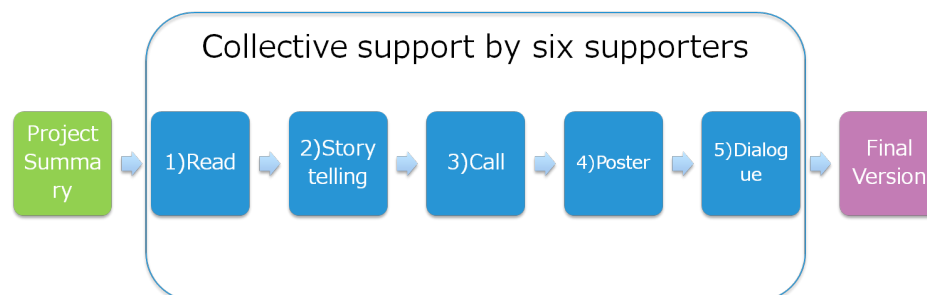 Collective support by six supporters
Project
Summa
ry
1)Read
2)Story
telling
3)Call
4)Poster
5)Dialog
ue
Final
Version